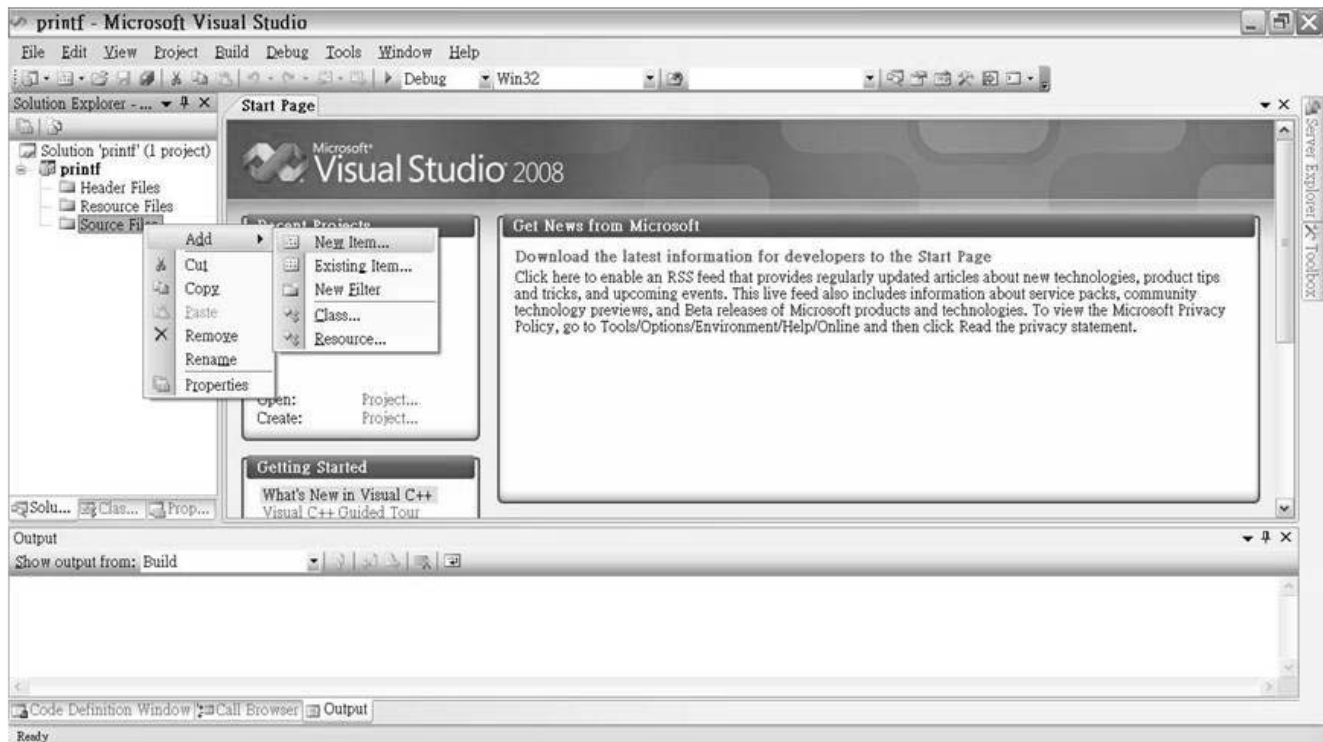 printf - Microsoft Visual Studio
File Edit View Project Build Debug Tools Window Help
Debug Win32
Solution Explorer - ...
Start Page
Solution 'printf' (1 project)
printf
Header Files
Resource Files
Source Files
Add
Cut
Copy
Paste
Remove
Rename
Properties
New Item...
Existing Item...
New Filter
Class...
Resource...
Microsoft
Visual Studio 2008
Recent Projects
Open: Project...
Create: Project...
Getting Started
What's New in Visual C++
Visual C++ Guided Tour
Get News from Microsoft
Download the latest information for developers to the Start Page
Click here to enable an RSS feed that provides regularly updated articles about new technologies, product tips
and tricks, and upcoming events. This live feed also includes information about service packs, community
technology previews, and Beta releases of Microsoft products and technologies. To view the Microsoft Privacy
Policy, go to Tools/Options/Environment/Help/Online and then click Read the privacy statement.
Server Explorer
Toolbox
Solu... Clas... Prop...
Output
Show output from: Build
Code Definition Window Call Browser Output
Ready